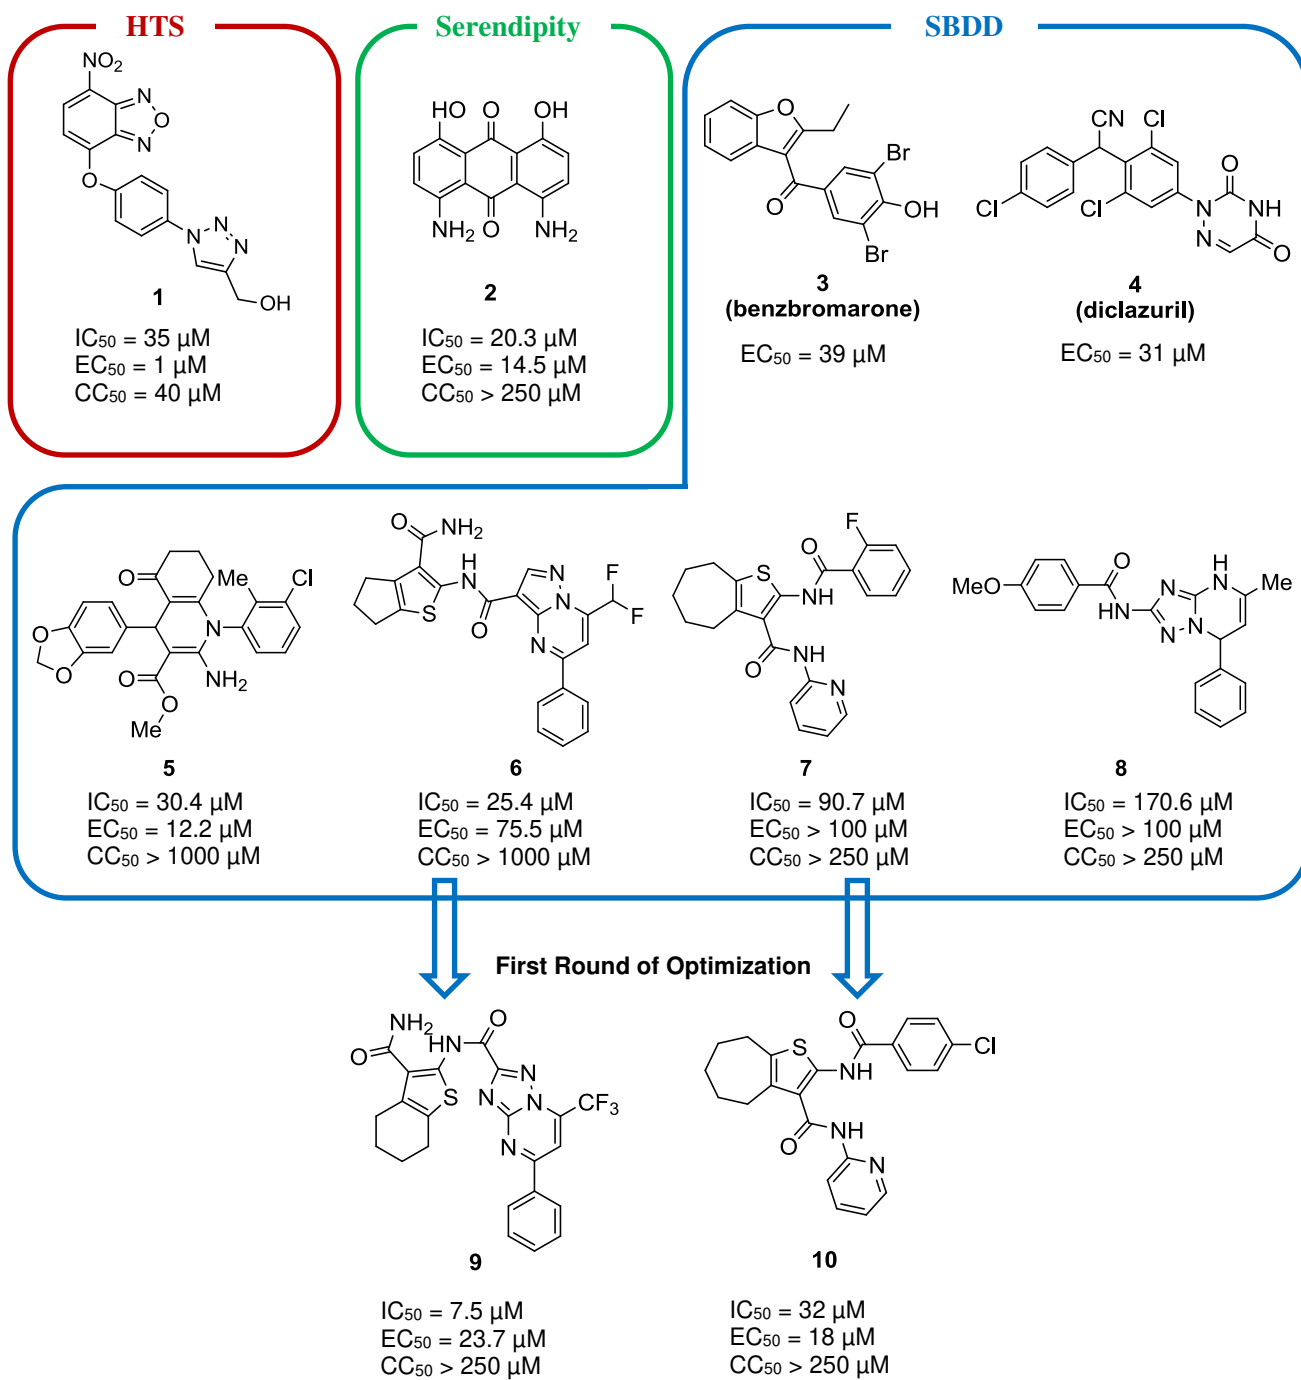 HTS
Serendipity
SBDD
NO2
N
O
N
O
N
N
N
OH
1
IC50 = 35 µM
EC50 = 1 µM
CC50 = 40 µM
HO O OH
NH2 O NH2
2
IC50 = 20.3 µM
EC50 = 14.5 µM
CC50 > 250 µM
O
Br
O
OH
Br
3
(benzbromarone)
EC50 = 39 µM
CN
Cl
Cl
Cl
O
N
NH
N
O
4
(diclazuril)
EC50 = 31 µM
O
Me
Cl
O
O
N
O
NH2
O
Me
5
IC50 = 30.4 µM
EC50 = 12.2 µM
CC50 > 1000 µM
O
NH2
H
N
S
O
N
N
N
F
F
6
IC50 = 25.4 µM
EC50 = 75.5 µM
CC50 > 1000 µM
F
O
S
NH
O
NH
N
7
IC50 = 90.7 µM
EC50 > 100 µM
CC50 > 250 µM
MeO
O
NH
N
N
N
H
N
Me
8
IC50 = 170.6 µM
EC50 > 100 µM
CC50 > 250 µM
First Round of Optimization
NH2
O
HN
O
S
N
N
N
N
CF3
9
IC50 = 7.5 µM
EC50 = 23.7 µM
CC50 > 250 µM
O
Cl
S
NH
O
NH
N
10
IC50 = 32 µM
EC50 = 18 µM
CC50 > 250 µM